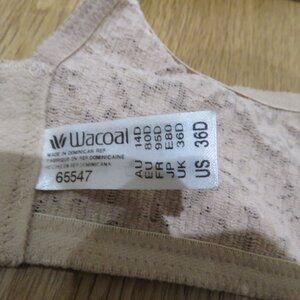 Wacoal
MADE IN DOMINICAN REP.
FABRIQUE EN REP. DOMINICAINE
HECHO EN REP. DOMINICANA
65547
AU 14D
EU 80D
FR 95D
JP E80
UK 36D
US 36D